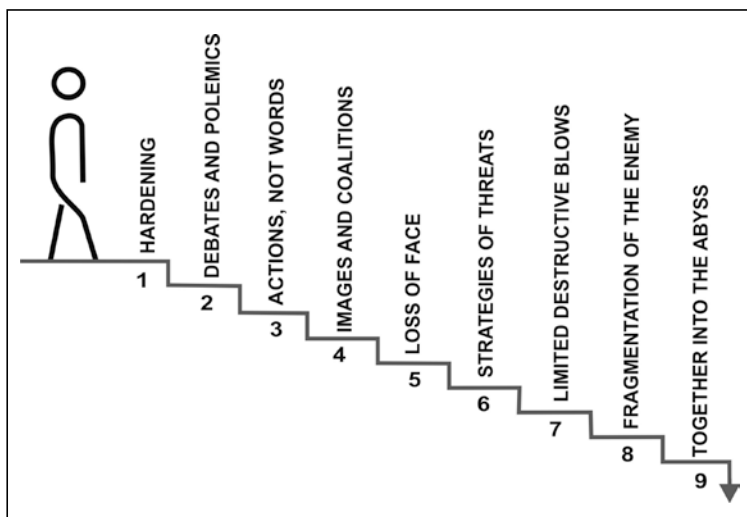 HARDENING
1
DEBATES AND POLEMICS
2
ACTIONS, NOT WORDS
3
IMAGES AND COALITIONS
4
LOSS OF FACE
5
STRATEGIES OF THREATS
6
LIMITED DESTRUCTIVE BLOWS
7
FRAGMENTATION OF THE ENEMY
8
TOGETHER INTO THE ABYSS
9